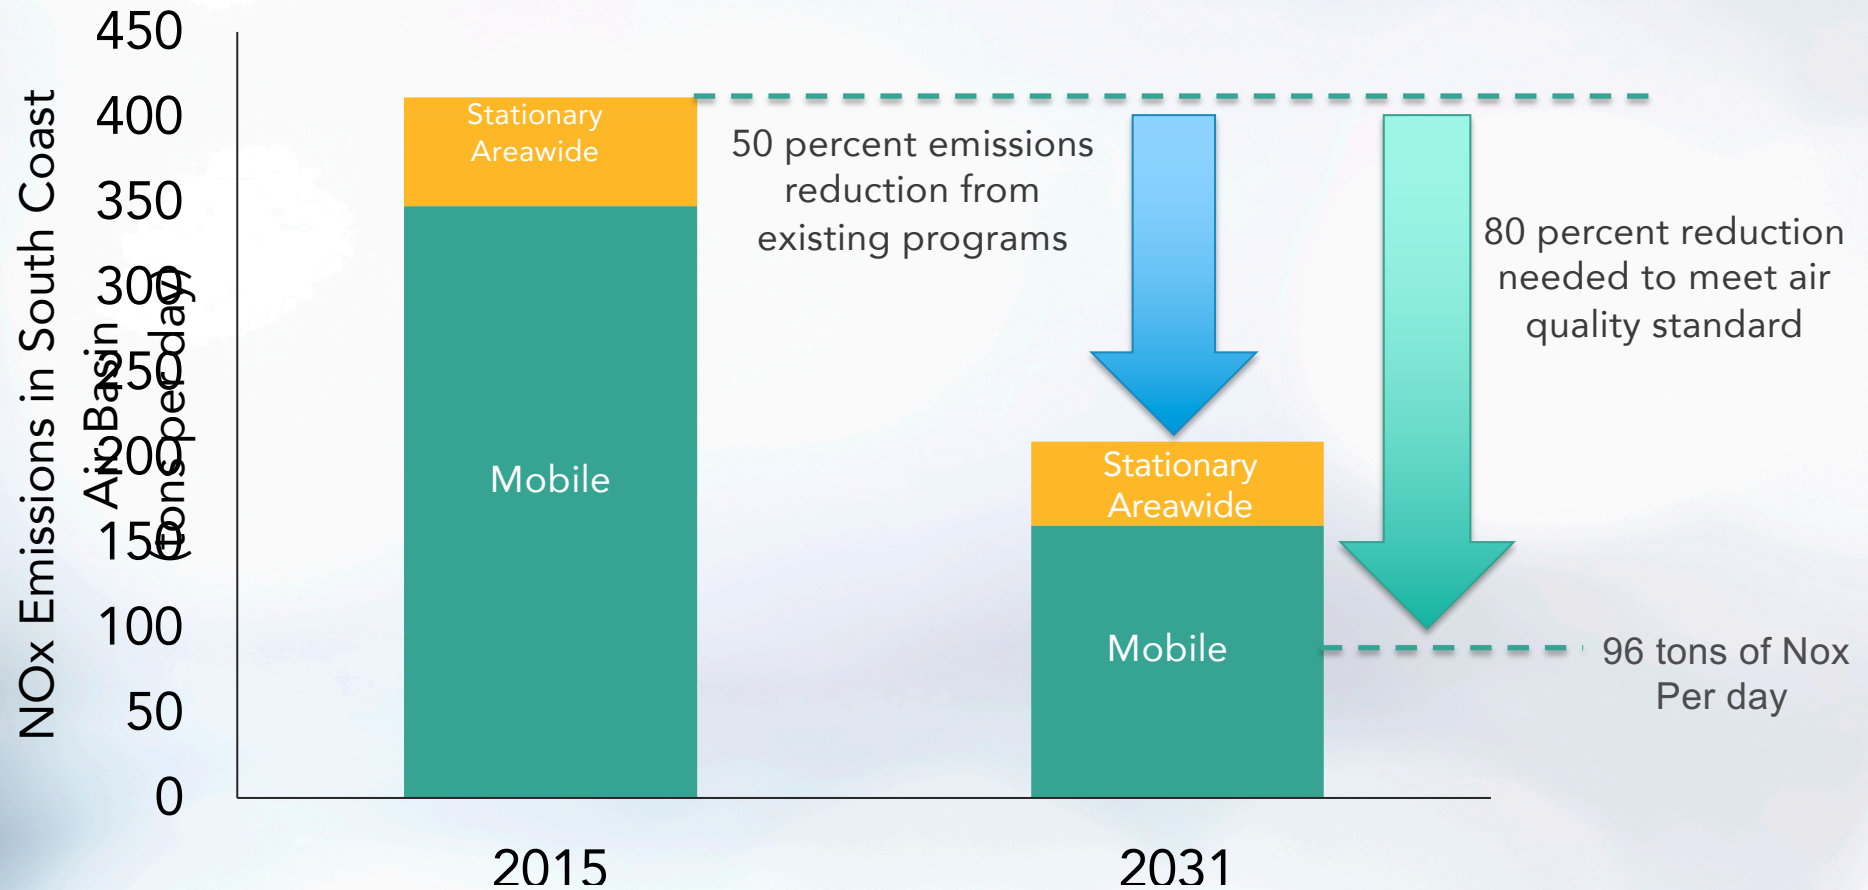 NOx Emissions in South Coast
Air Basin
(tons per day)
450
400
350
300
250
200
150
100
50
0
Stationary
Areawide
Mobile
2015
50 percent emissions
reduction from
existing programs
Stationary
Areawide
Mobile
2031
80 percent reduction
needed to meet air
quality standard
96 tons of Nox
Per day